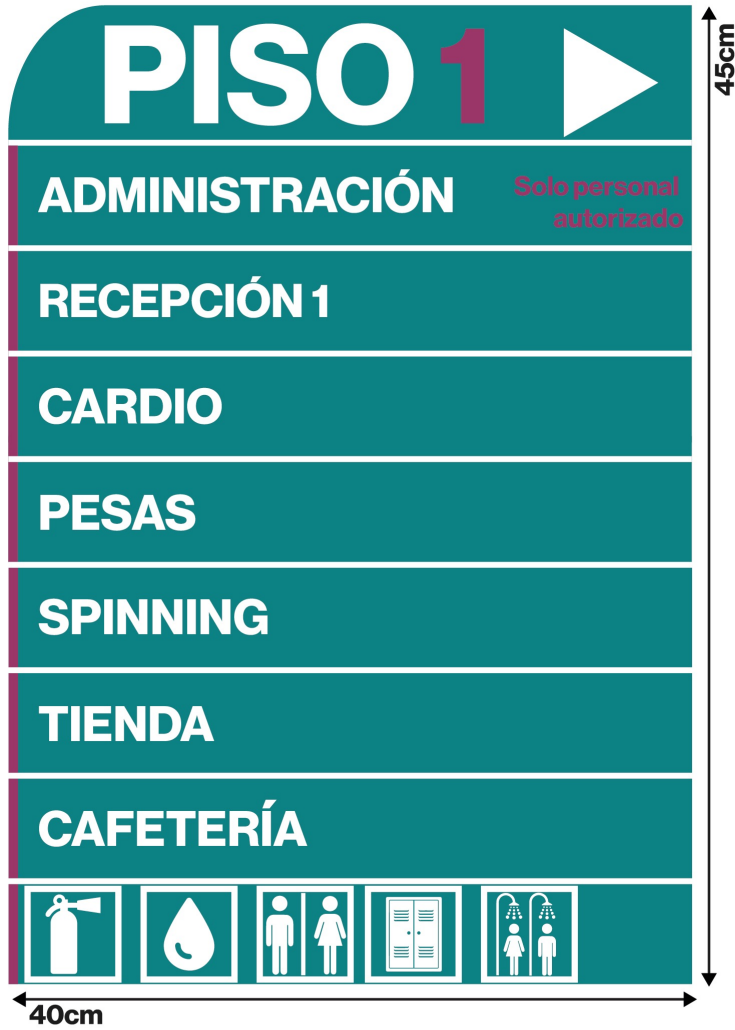 PISO 1
ADMINISTRACIÓN
Solo personal
autorizado
RECEPCIÓN 1
CARDIO
PESAS
SPINNING
TIENDA
CAFETERÍA
45cm
40cm